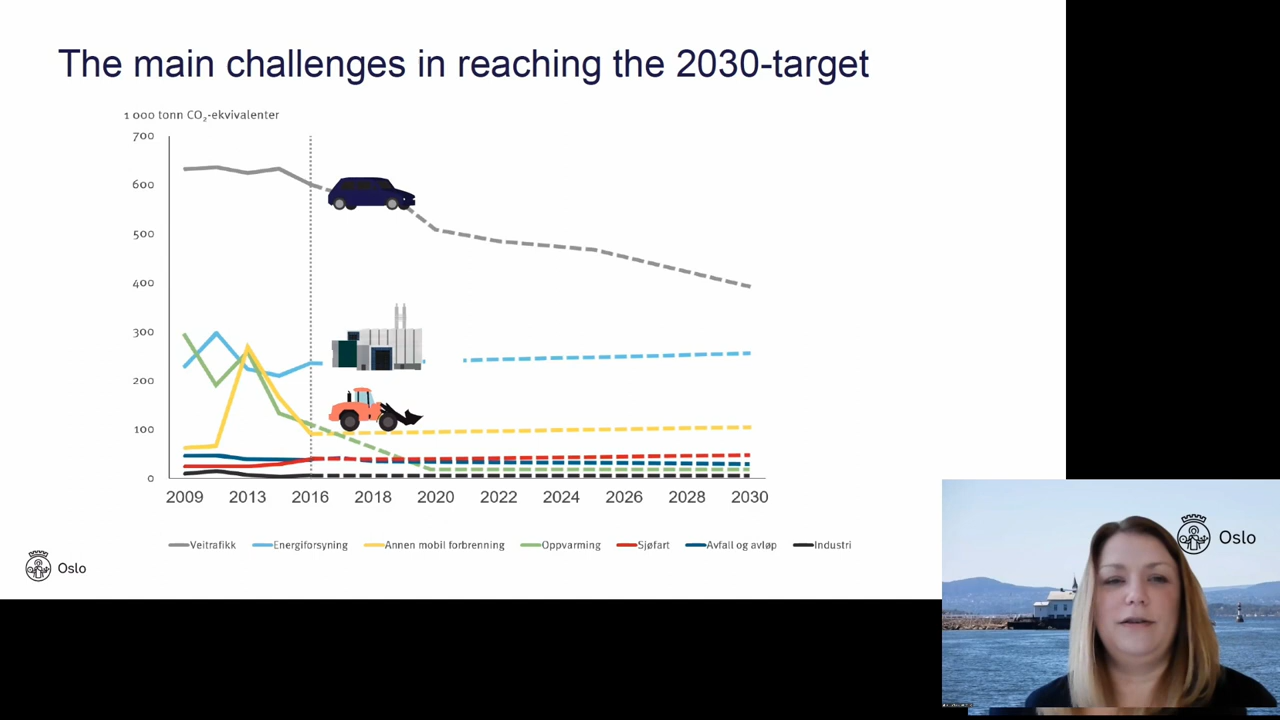 The main challenges in reaching the 2030-target
1 000 tonn CO₂-ekvivalenter
700
600
500
400
300
200
100
0
2009 2013 2016 2018 2020 2022 2024 2026 2028 2030
Veitrafikk Energiforsyning Annen mobil forbrenning Oppvarming Sjøfart Avfall og avløp Industri
Oslo
Oslo